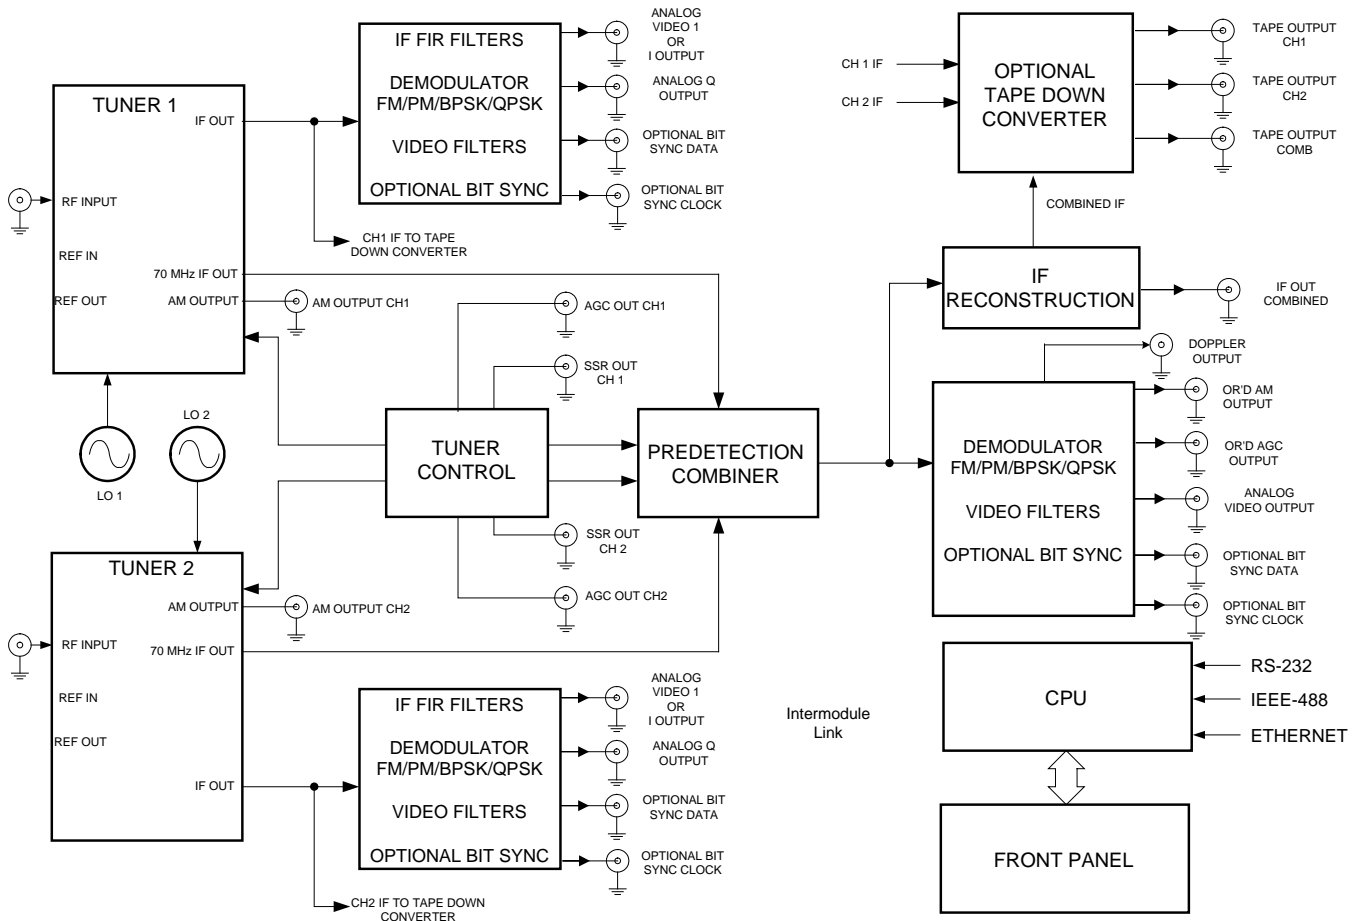 TUNER 1
IF OUT
RF INPUT
REF IN
70 MHz IF OUT
REF OUT
AM OUTPUT
AM OUTPUT CH1
IF FIR FILTERS
DEMODULATOR
FM/PM/BPSK/QPSK
VIDEO FILTERS
OPTIONAL BIT SYNC
ANALOG
VIDEO 1
OR
I OUTPUT
ANALOG Q
OUTPUT
OPTIONAL BIT
SYNC DATA
OPTIONAL BIT
SYNC CLOCK
CH1 IF TO TAPE
DOWN CONVERTER
CH 1 IF
CH 2 IF
OPTIONAL
TAPE DOWN
CONVERTER
TAPE OUTPUT
CH1
TAPE OUTPUT
CH2
TAPE OUTPUT
COMB
COMBINED IF
IF
RECONSTRUCTION
IF OUT
COMBINED
AGC OUT CH1
SSR OUT
CH 1
LO 1
LO 2
TUNER
CONTROL
PREDETECTION
COMBINER
SSR OUT
CH 2
AGC OUT CH2
DOPPLER
OUTPUT
DEMODULATOR
FM/PM/BPSK/QPSK
VIDEO FILTERS
OPTIONAL BIT SYNC
OR'D AM
OUTPUT
OR'D AGC
OUTPUT
ANALOG
VIDEO OUTPUT
OPTIONAL BIT
SYNC DATA
OPTIONAL BIT
SYNC CLOCK
TUNER 2
AM OUTPUT
AM OUTPUT CH2
RF INPUT
70 MHz IF OUT
REF IN
REF OUT
IF OUT
IF FIR FILTERS
DEMODULATOR
FM/PM/BPSK/QPSK
VIDEO FILTERS
OPTIONAL BIT SYNC
ANALOG
VIDEO 1
OR
I OUTPUT
ANALOG Q
OUTPUT
OPTIONAL BIT
SYNC DATA
OPTIONAL BIT
SYNC CLOCK
CH2 IF TO TAPE DOWN
CONVERTER
Intermodule
Link
CPU
RS-232
IEEE-488
ETHERNET
FRONT PANEL